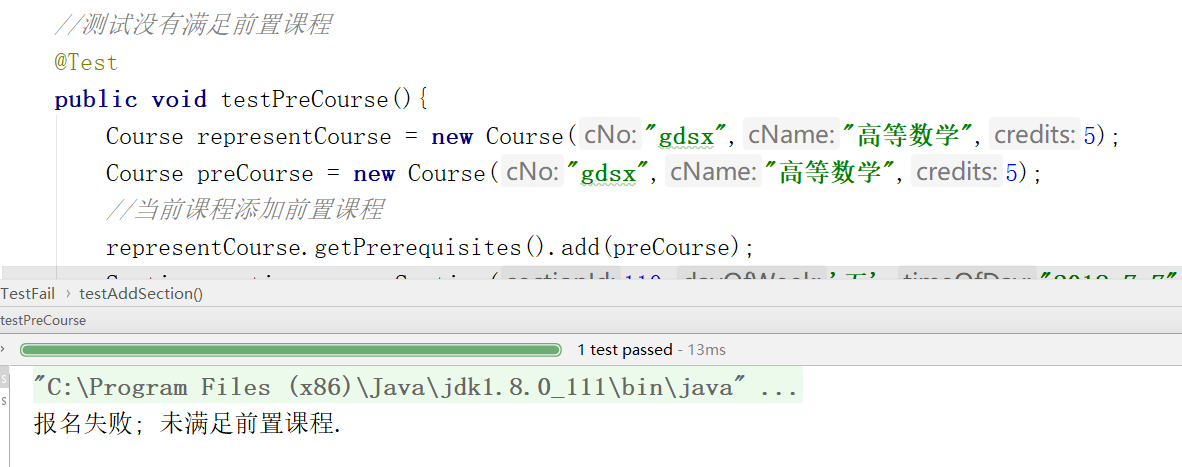 //测试没有满足前置课程
@Test
public void testPreCourse(){
Course representCourse = new Course( cNo: "gdsx", cName: "高等数学", credits: 5);
Course preCourse = new Course( cNo: "gdsx", cName: "高等数学", credits: 5);
//当前课程添加前置课程
representCourse.getPrerequisites().add(preCourse);
TestFail › testAddSection()
testPreCourse
1 test passed - 13ms
"C:\Program Files (x86)\Java\jdk1.8.0_111\bin\java" ...
报名失败; 未满足前置课程.